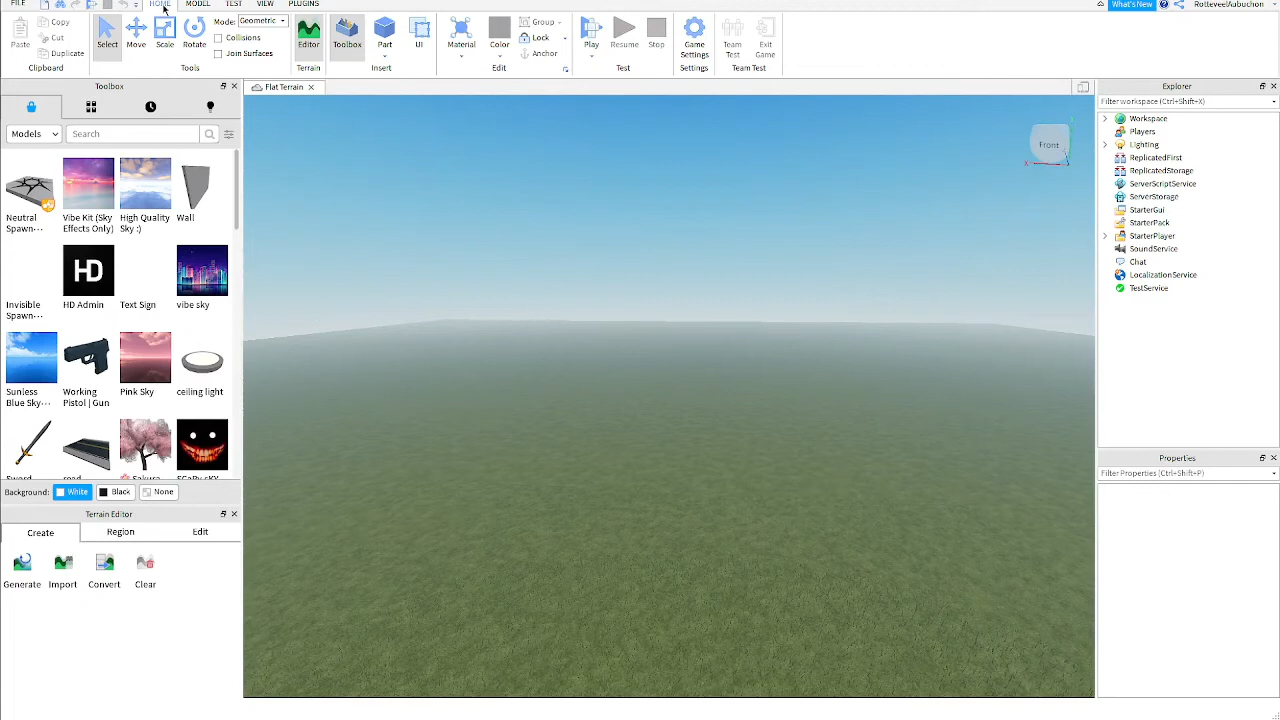 FILE HOME MODEL TEST VIEW PLUGINS What's New RotteveelAubuchon
Paste Copy Cut Duplicate
Clipboard
Select Move Scale Rotate
Mode: Geometric
Collisions
Join Surfaces
Tools
Editor
Terrain
Toolbox Part UI
Insert
Material Color
Group
Lock
Anchor
Edit
Play Resume Stop
Test
Game
Settings
Settings
Team
Test
Exit
Game
Team Test
Toolbox
Models Search
Neutral
Spawn...
Vibe Kit (Sky
Effects Only)
High Quality
Sky :)
Wall
Invisible
Spawn...
HD
HD Admin
Text Sign
vibe sky
Sunless
Blue Sky...
Working
Pistol | Gun
Pink Sky
ceiling light
Background: White Black None
Terrain Editor
Create Region Edit
Generate Import Convert Clear
Flat Terrain
Front
X
Explorer
Filter workspace (Ctrl+Shift+X)
Workspace
Players
Lighting
ReplicatedFirst
ReplicatedStorage
ServerScriptService
ServerStorage
StarterGui
StarterPack
StarterPlayer
SoundService
Chat
LocalizationService
TestService
Properties
Filter Properties (Ctrl+Shift+P)